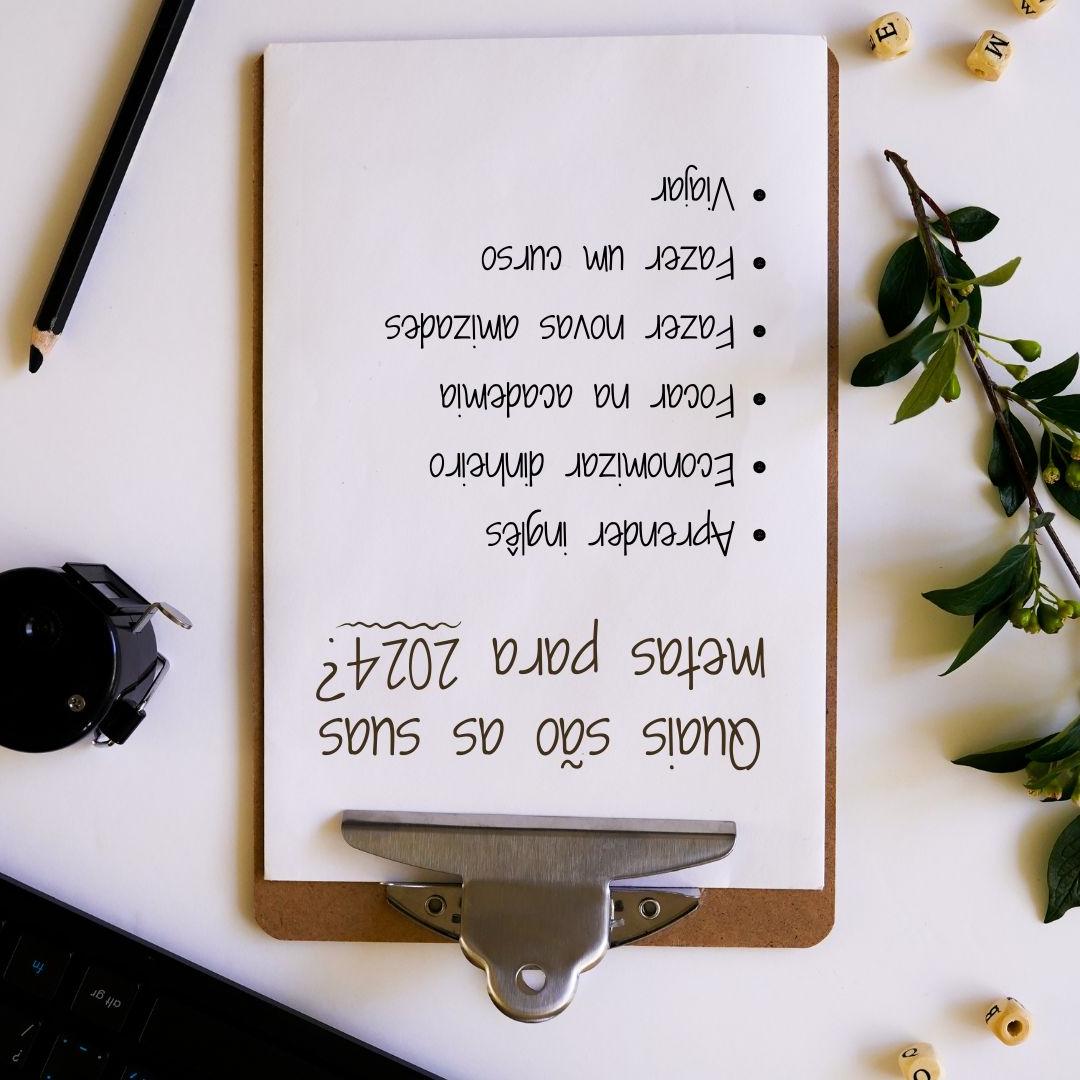 Quais são as suas
metas para 2024?
• Aprender inglês
• Economizar dinheiro
• Focar na academia
• Fazer novas amizades
• Fazer um curso
• Viajar
fn
alt gr
E
M